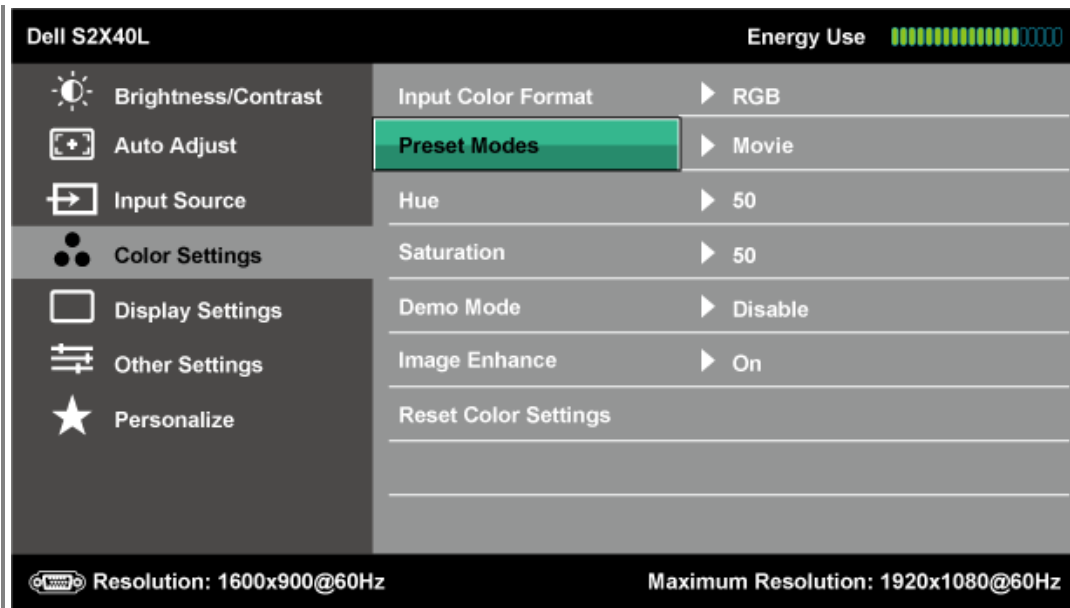 Dell S2X40L Energy Use
Brightness/Contrast Input Color Format RGB
Auto Adjust Preset Modes Movie
Input Source Hue 50
Color Settings Saturation 50
Display Settings Demo Mode Disable
Other Settings Image Enhance On
Personalize Reset Color Settings
Resolution: 1600x900@60Hz Maximum Resolution: 1920x1080@60Hz